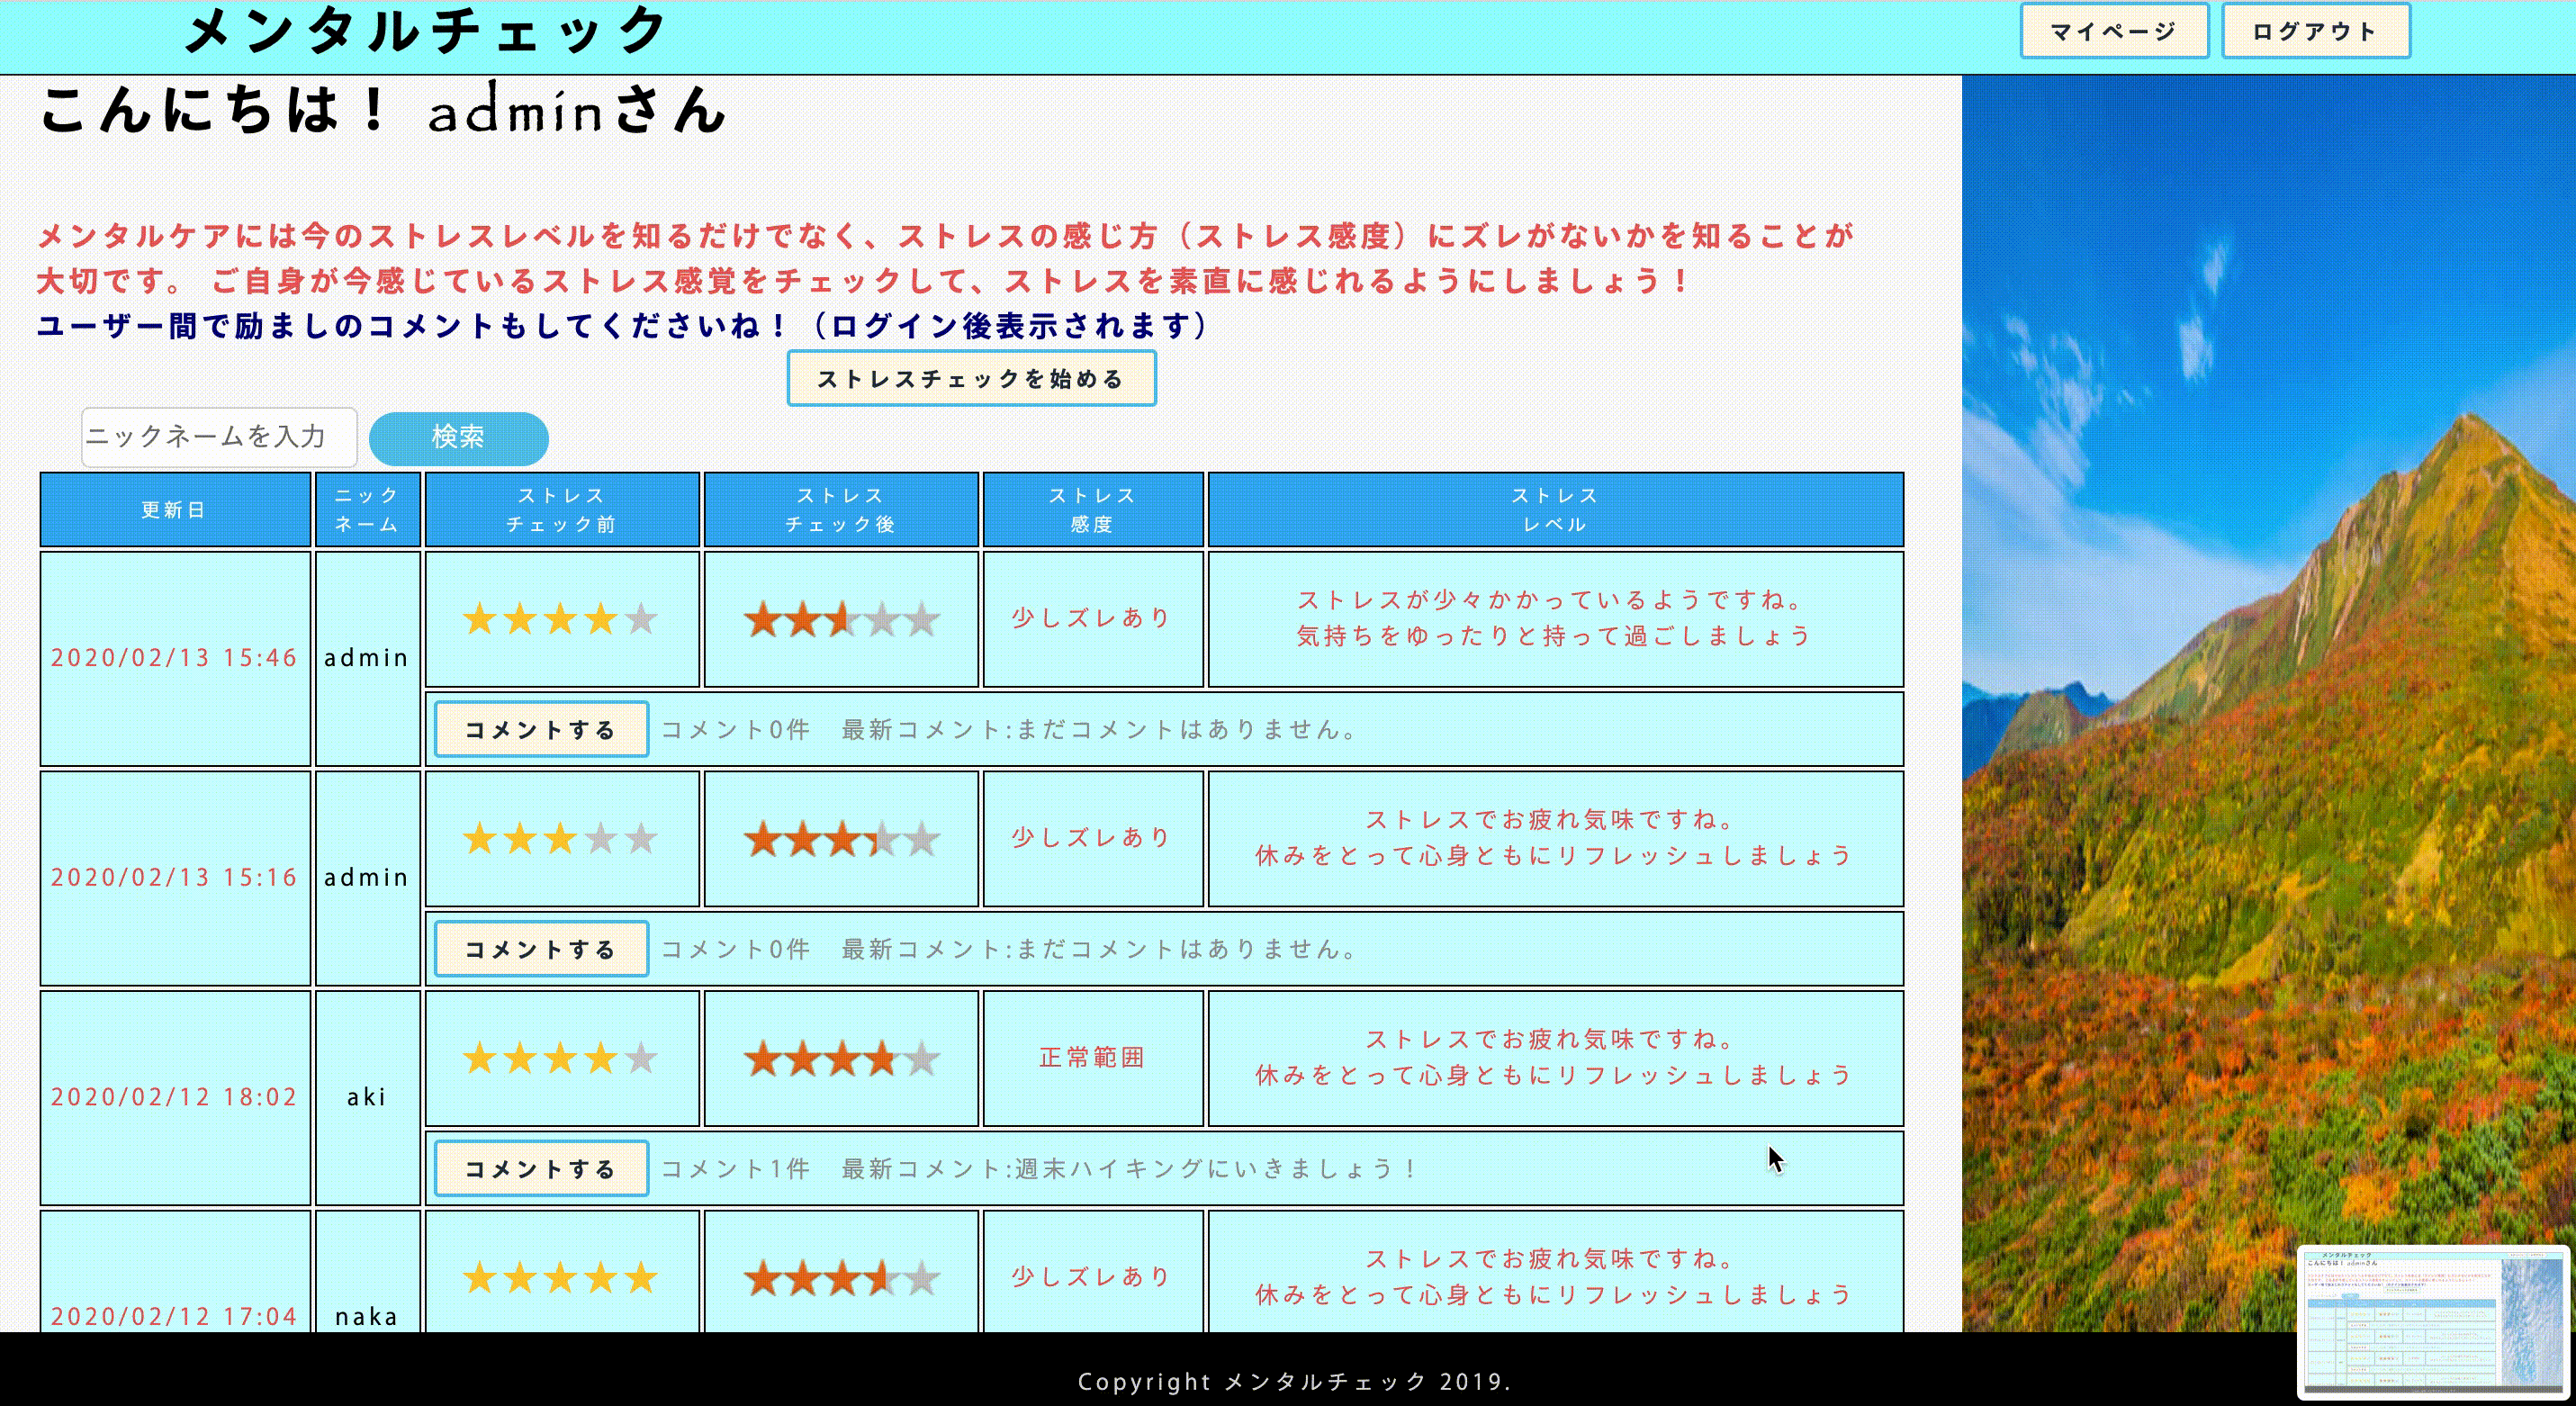 メンタルチェック
マイページ
ログアウト
こんにちは！ adminさん
メンタルケアには今のストレスレベルを知るだけでなく、ストレスの感じ方（ストレス感度）にズレがないかを知ることが
大切です。 ご自身が今感じているストレス感覚をチェックして、ストレスを素直に感じれるようにしましょう！
ユーザー間で励ましのコメントもしてくださいね！（ログイン後表示されます）
ストレスチェックを始める
ニックネームを入力
検索
更新日
ニック
ネーム
ストレス
チェック前
ストレス
チェック後
ストレス
感度
ストレス
レベル
2020/02/13 15:46
admin
少しズレあり
ストレスが少々かかっているようですね。
気持ちをゆったりと持って過ごしましょう
コメントする
コメント0件　最新コメント:まだコメントはありません。
2020/02/13 15:16
admin
少しズレあり
ストレスでお疲れ気味ですね。
休みをとって心身ともにリフレッシュしましょう
コメントする
コメント0件　最新コメント:まだコメントはありません。
2020/02/12 18:02
aki
正常範囲
ストレスでお疲れ気味ですね。
休みをとって心身ともにリフレッシュしましょう
コメントする
コメント1件　最新コメント:週末ハイキングにいきましょう！
2020/02/12 17:04
naka
少しズレあり
ストレスでお疲れ気味ですね。
休みをとって心身ともにリフレッシュしましょう
Copyright メンタルチェック 2019.
メンタルチェック
こんにちは！ adminさん